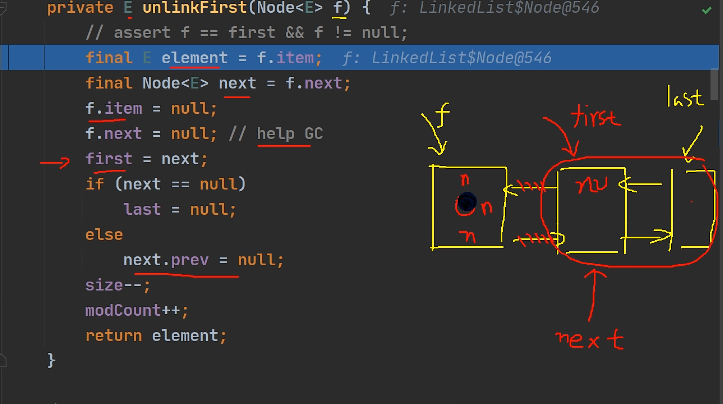 private E unlinkFirst(Node<E> f) {  f: LinkedList$Node@546
// assert f == first && f != null;
final E element = f.item;  f: LinkedList$Node@546
final Node<E> next = f.next;
f.item = null;
f.next = null; // help GC
first = next;
if (next == null)
last = null;
else
next.prev = null;
size--;
modCount++;
return element;
}
f
first
last
n
n
n
nu
next